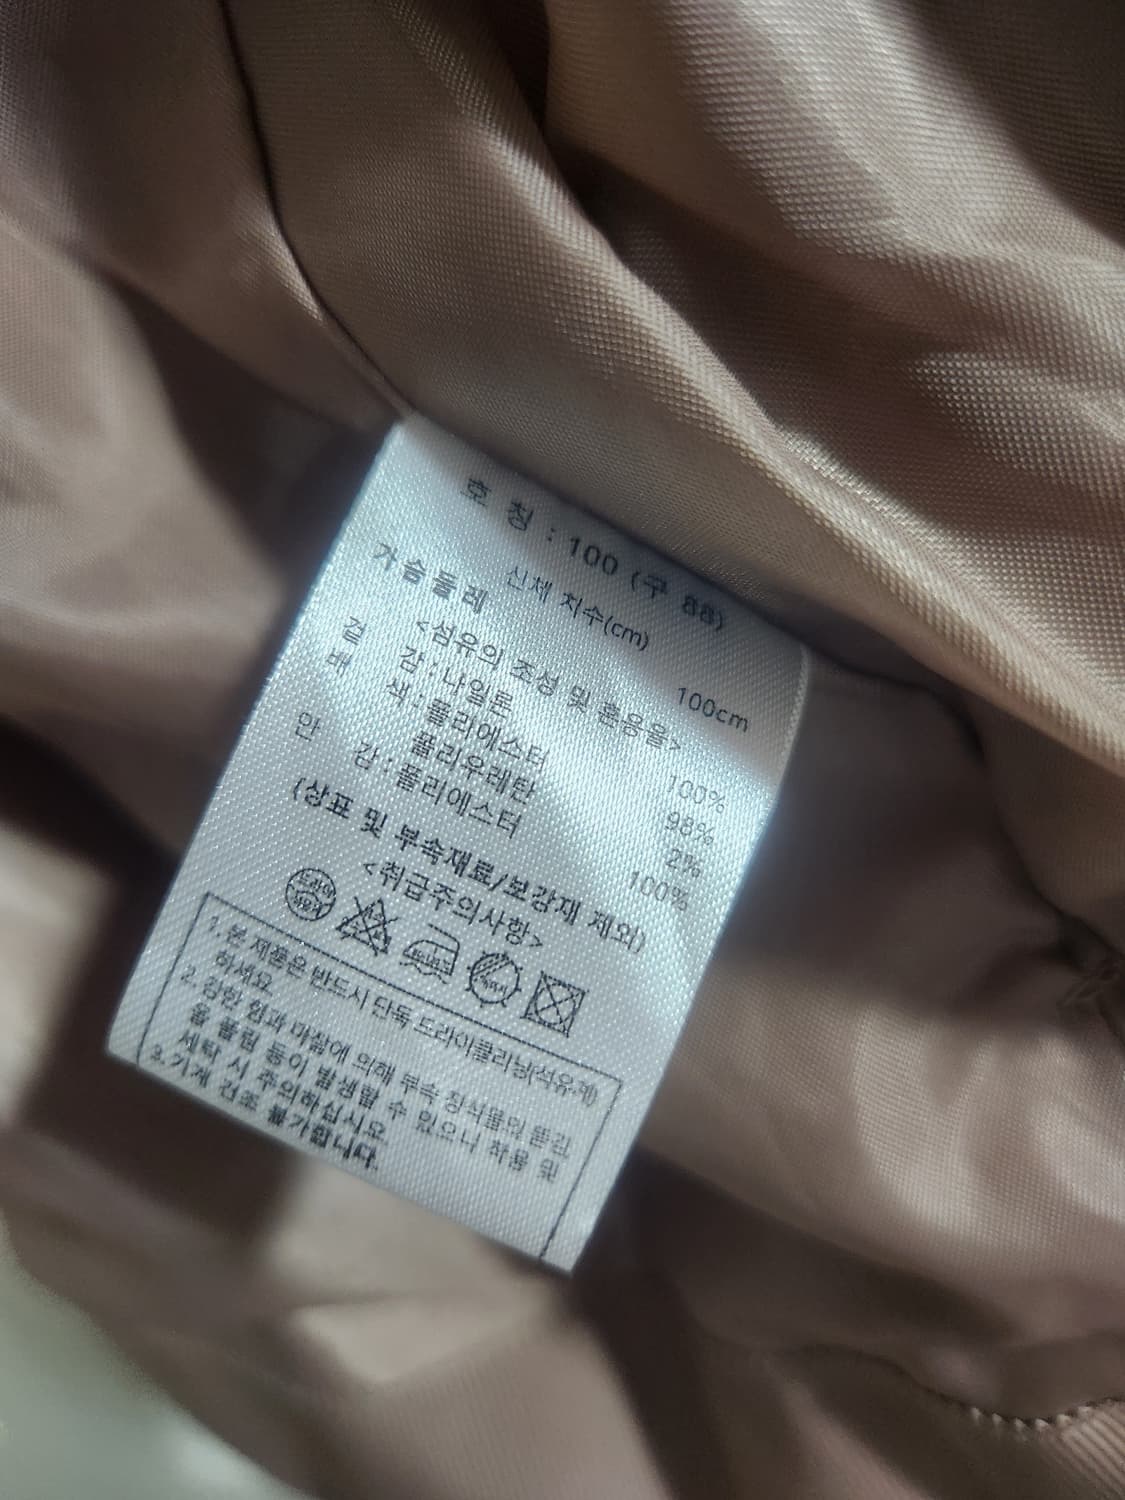 호 칭 : 100 (구 88)
신체 치수(cm)
가슴둘레 100cm
<섬유의 조성 및 혼용율>
겉 감 : 나일론 100%
배 색 : 폴리에스터 98%
폴리우레탄 2%
안 감 : 폴리에스터 100%
(상표 및 부속재료/보강재 제외)
<취급주의사항>
1. 본 제품은 반드시 단독 드라이클리닝(석유계)
하세요.
2. 강한 힘과 마찰에 의해 부속 장식물의 뜯김,
올 풀림 등이 발생할 수 있으니 착용 및
세탁 시 주의하십시요.
3. 기계 건조 불가합니다.